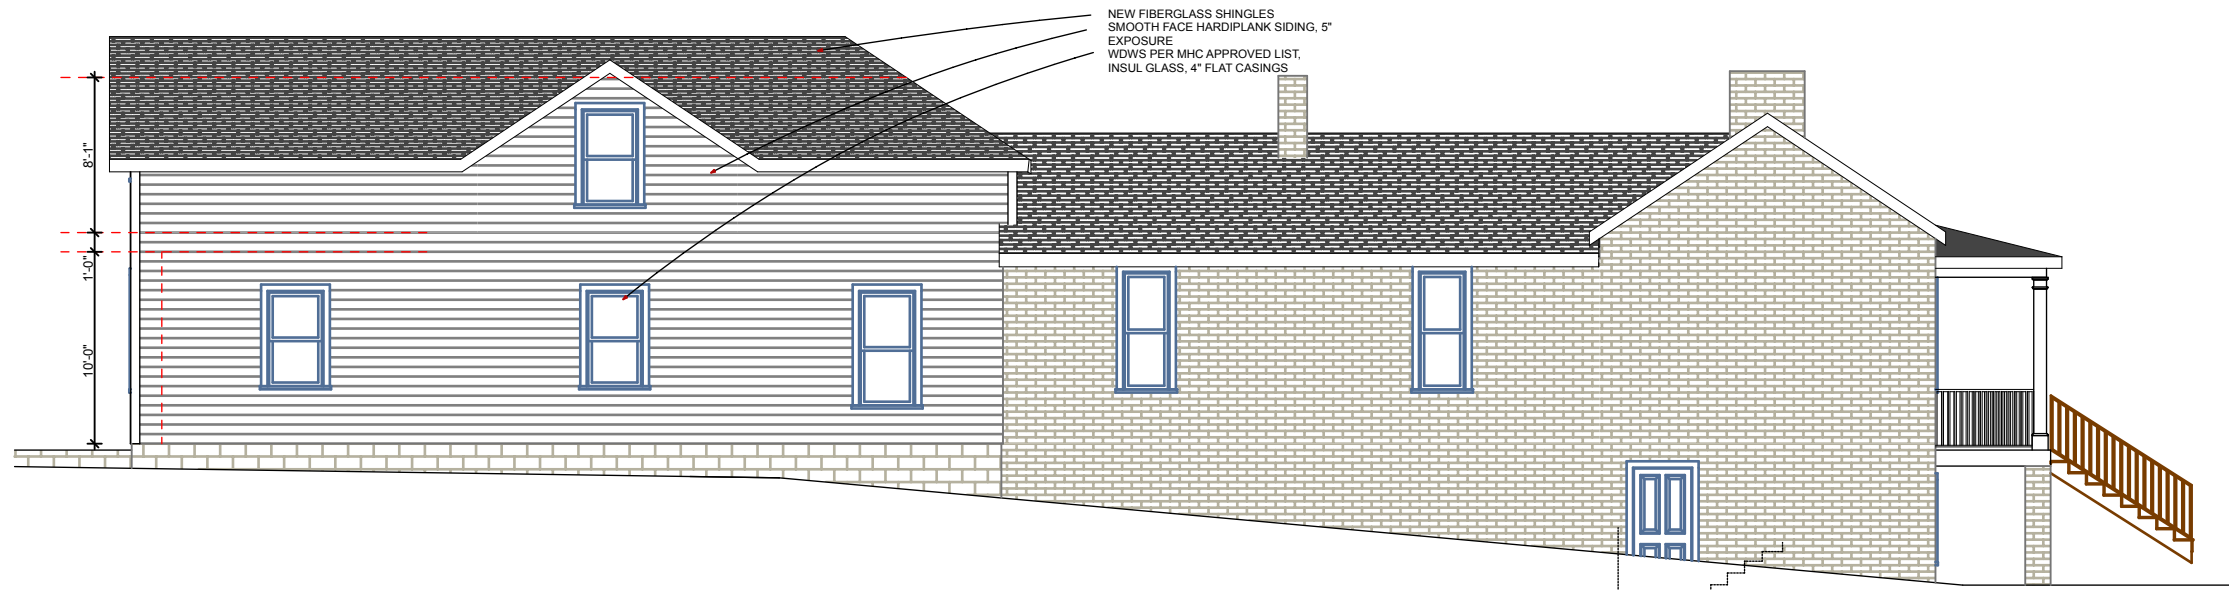 NEW FIBERGLASS SHINGLES
SMOOTH FACE HARDIPLANK SIDING, 5"
EXPOSURE
WDWS PER MHC APPROVED LIST,
INSUL GLASS, 4" FLAT CASINGS
8'-1"
1'-0"
10'-0"